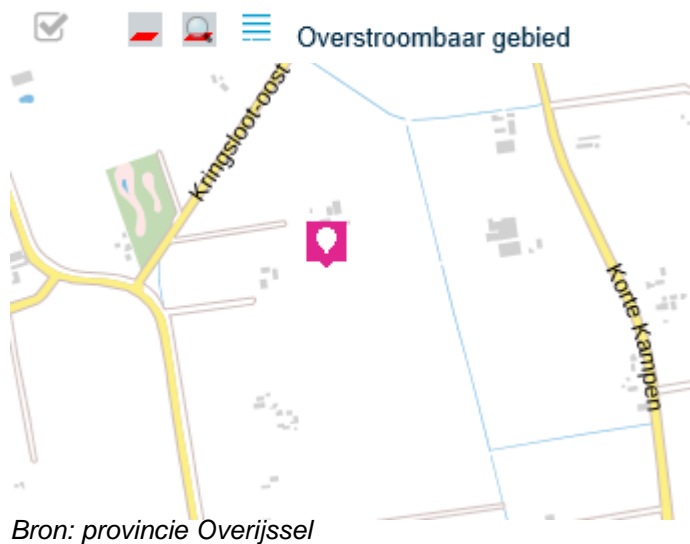 Overstroombaar gebied
Kringsloot-oost
Korte Kampen
Bron: provincie Overijssel